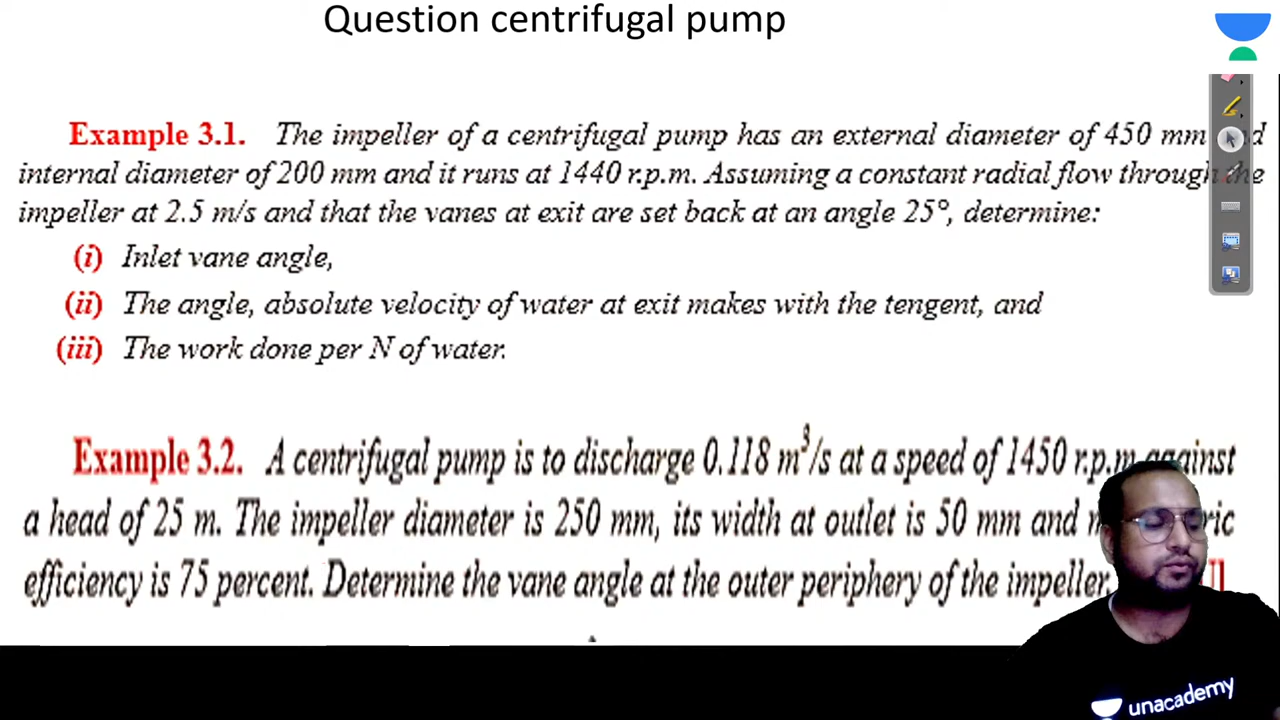 Question centrifugal pump
Example 3.1. The impeller of a centrifugal pump has an external diameter of 450 mm
internal diameter of 200 mm and it runs at 1440 r.p.m. Assuming a constant radial flow through the
impeller at 2.5 m/s and that the vanes at exit are set back at an angle 25°, determine:
(i) Inlet vane angle,
(ii) The angle, absolute velocity of water at exit makes with the tengent, and
(iii) The work done per N of water.
Example 3.2. A centrifugal pump is to discharge 0.118 m³/s at a speed of 1450 r.p.m against
a head of 25 m. The impeller diameter is 250 mm, its width at outlet is 50 mm and
efficiency is 75 percent. Determine the vane angle at the outer periphery of the impeller.
unacademy